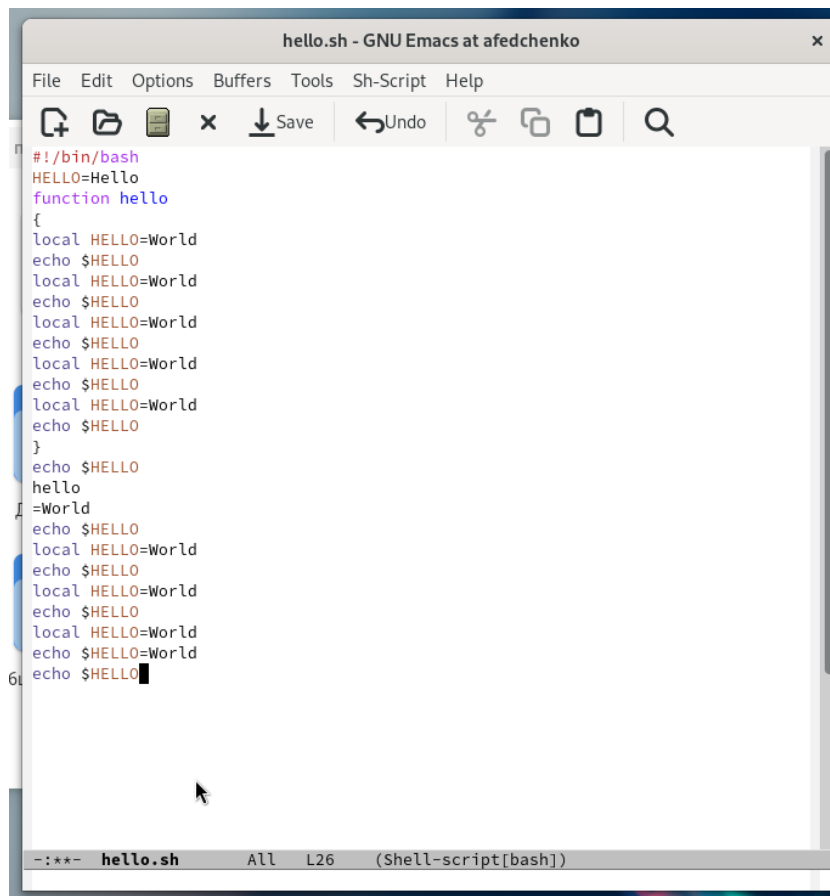 hello.sh - GNU Emacs at afedchenko
File Edit Options Buffers Tools Sh-Script Help
Save Undo
#!/bin/bash
HELLO=Hello
function hello
{
local HELLO=World
echo $HELLO
local HELLO=World
echo $HELLO
local HELLO=World
echo $HELLO
local HELLO=World
echo $HELLO
local HELLO=World
echo $HELLO
}
echo $HELLO
hello
=World
echo $HELLO
local HELLO=World
echo $HELLO
local HELLO=World
echo $HELLO
local HELLO=World
echo $HELLO=World
echo $HELLO
-:**- hello.sh All L26 (Shell-script[bash])